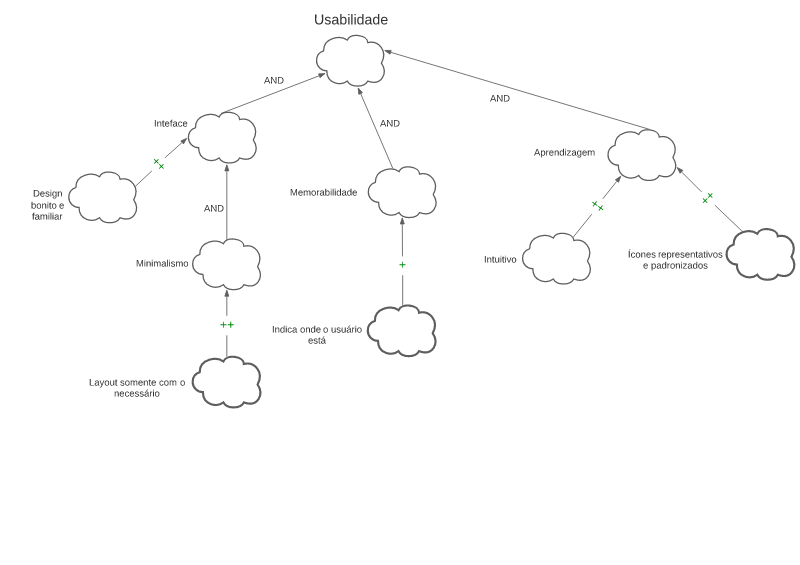 Usabilidade
AND
AND
AND
Inteface
++
Design
bonito e
familiar
AND
Memorabilidade
Aprendizagem
++
++
Minimalismo
+
Intuitivo
Ícones representativos
e padronizados
++
Indica onde o usuário
está
Layout somente com o
necessário